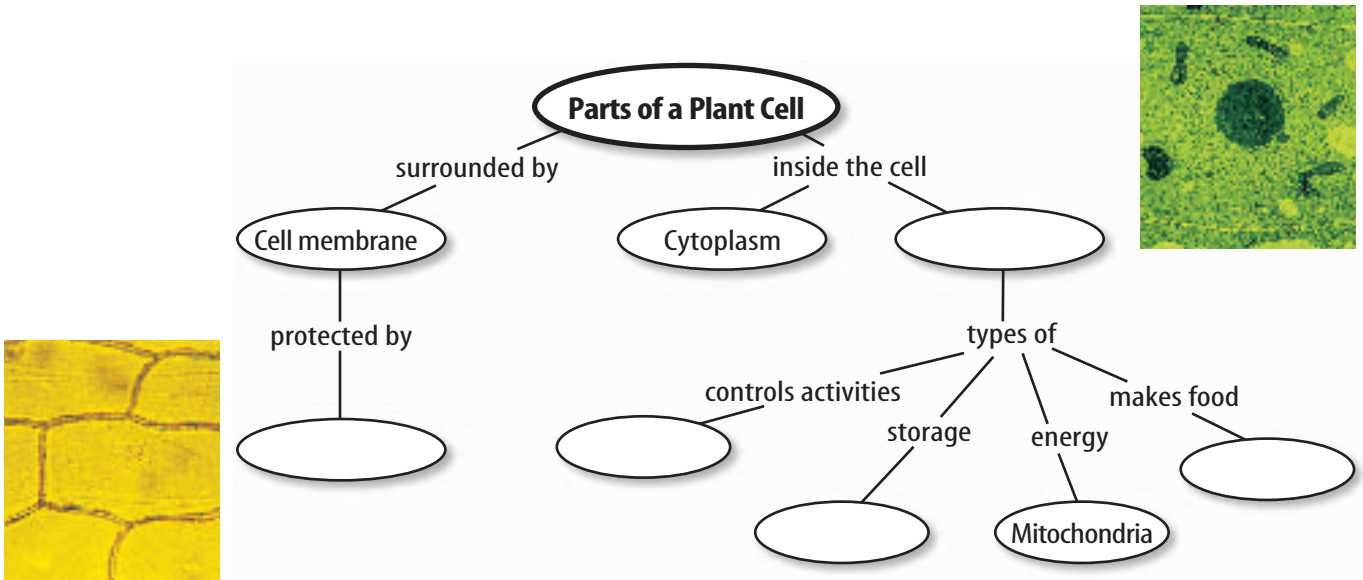 Parts of a Plant Cell
surrounded by
inside the cell
Cell membrane
Cytoplasm
protected by
types of
controls activities
makes food
storage
energy
Mitochondria